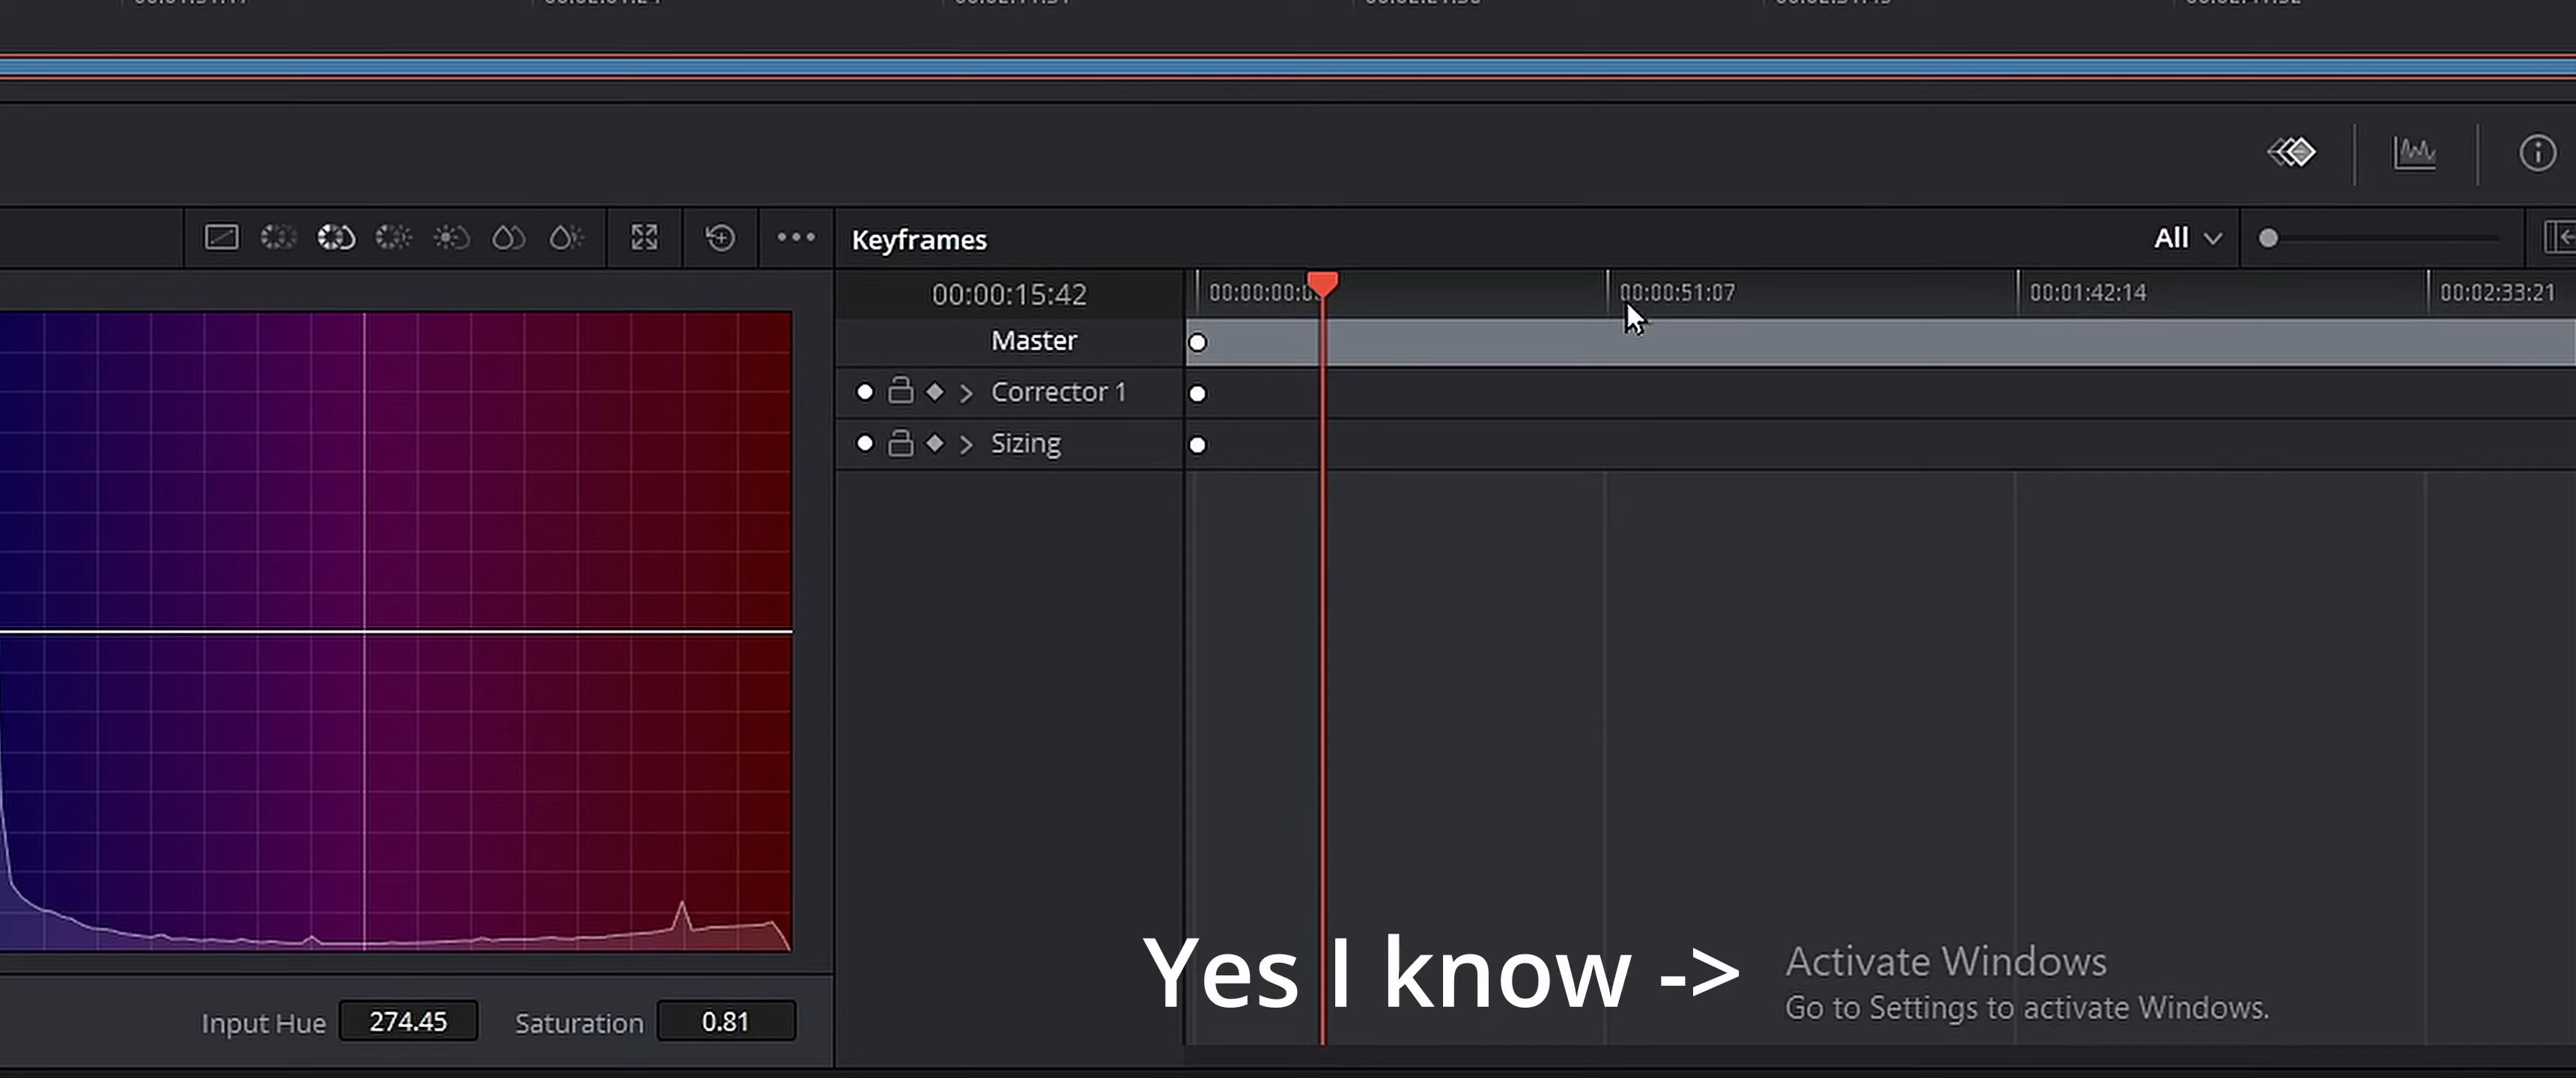 Keyframes
All
00:00:15:42
00:00:51:07
00:01:42:14
00:02:33:21
Master
Corrector 1
Sizing
Yes I know ->
Activate Windows
Go to Settings to activate Windows.
Input Hue 274.45 Saturation 0.81